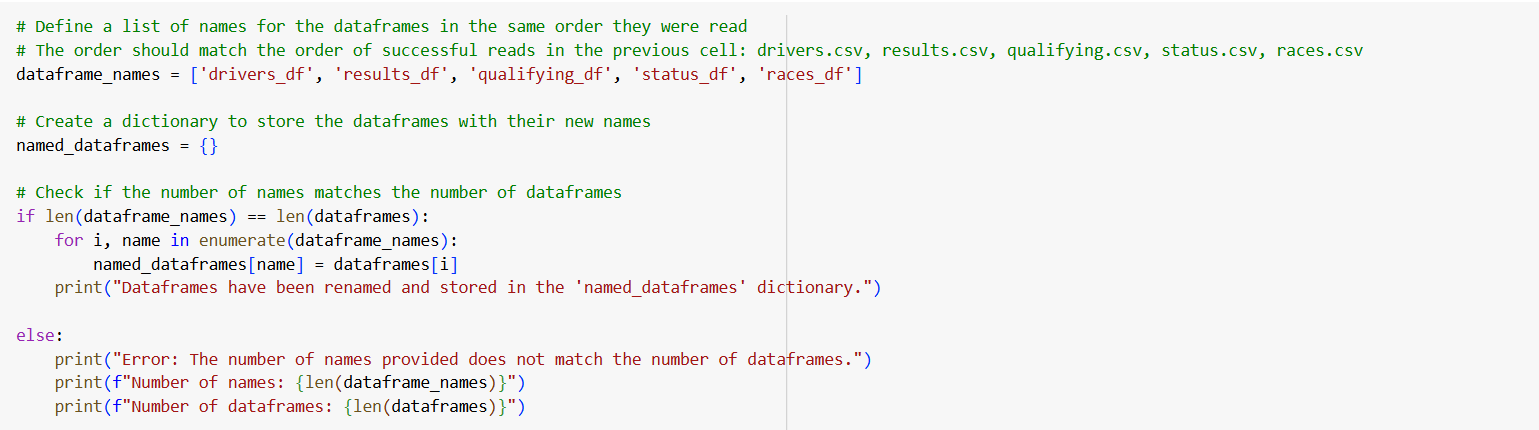 # Define a list of names for the dataframes in the same order they were read
# The order should match the order of successful reads in the previous cell: drivers.csv, results.csv, qualifying.csv, status.csv, races.csv
dataframe_names = ['drivers_df', 'results_df', 'qualifying_df', 'status_df', 'races_df']

# Create a dictionary to store the dataframes with their new names
named_dataframes = {}

# Check if the number of names matches the number of dataframes
if len(dataframe_names) == len(dataframes):
    for i, name in enumerate(dataframe_names):
        named_dataframes[name] = dataframes[i]
    print("Dataframes have been renamed and stored in the 'named_dataframes' dictionary.")

else:
    print("Error: The number of names provided does not match the number of dataframes.")
    print(f"Number of names: {len(dataframe_names)}")
    print(f"Number of dataframes: {len(dataframes)}")